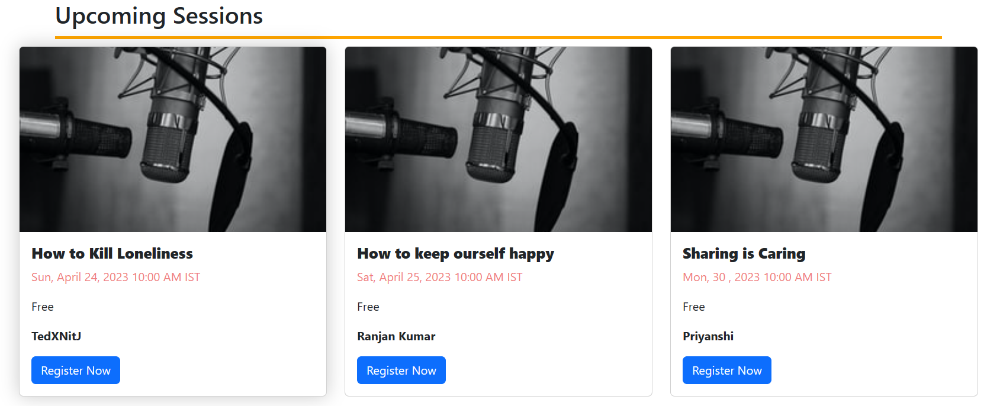 Upcoming Sessions
How to Kill Loneliness
Sun, April 24, 2023 10:00 AM IST
Free
TedXNitJ
Register Now
How to keep ourself happy
Sat, April 25, 2023 10:00 AM IST
Free
Ranjan Kumar
Register Now
Sharing is Caring
Mon, 30 , 2023 10:00 AM IST
Free
Priyanshi
Register Now